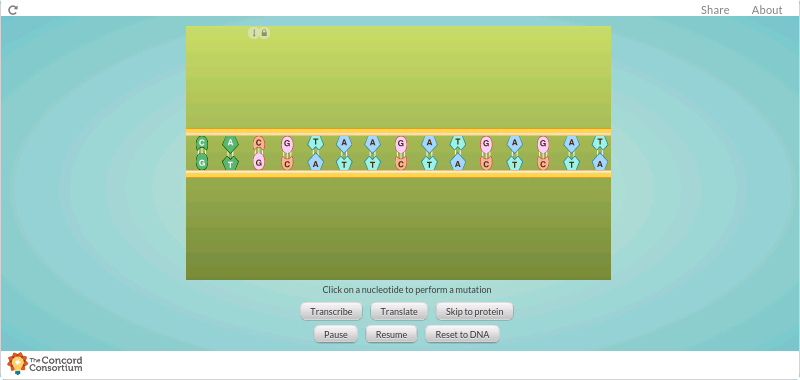 Share About
C A C G T A A G A T G A G A T
G T G C A T T C T A C T C T A
Click on a nucleotide to perform a mutation
Transcribe Translate Skip to protein
Pause Resume Reset to DNA
The Concord
Consortium